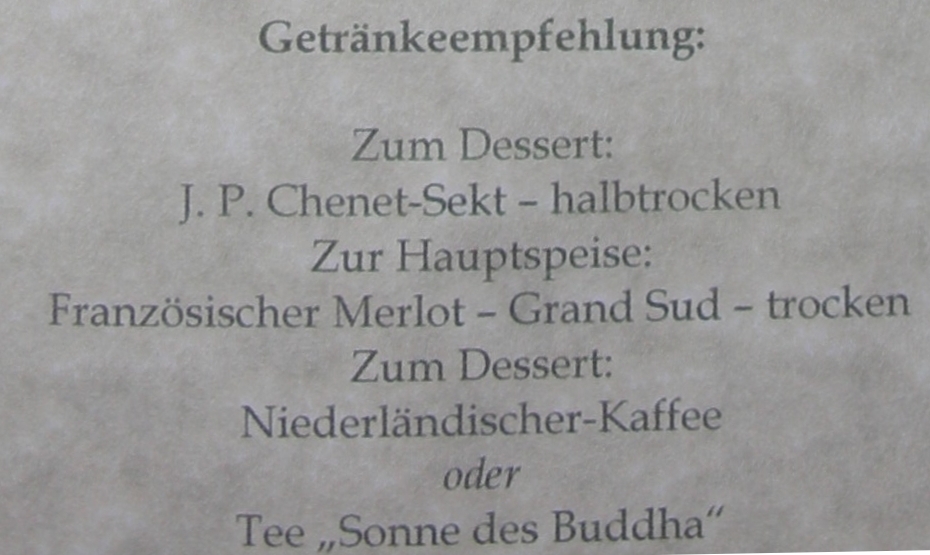 Getränkeempfehlung:
Zum Dessert:
J. P. Chenet-Sekt – halbtrocken
Zur Hauptspeise:
Französischer Merlot – Grand Sud – trocken
Zum Dessert:
Niederländischer-Kaffee
oder
Tee „Sonne des Buddha“